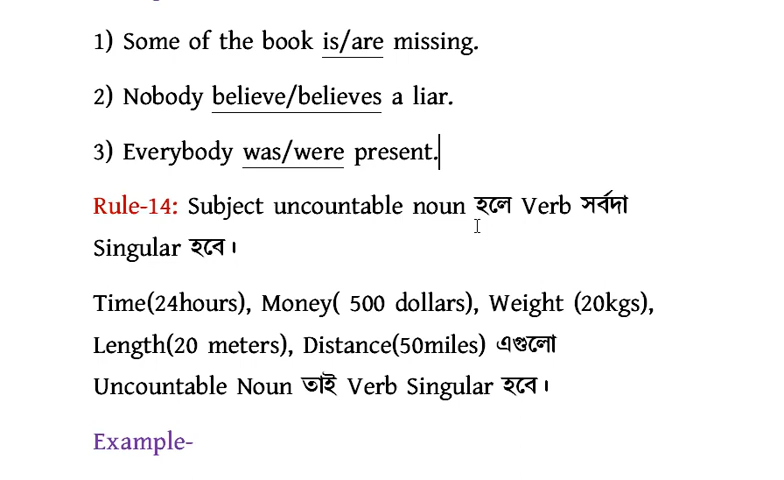 1) Some of the book is/are missing.
2) Nobody believe/believes a liar.
3) Everybody was/were present.
Rule-14: Subject uncountable noun হলে Verb সর্বদা
Singular হবে।
Time(24hours), Money( 500 dollars), Weight (20kgs),
Length(20 meters), Distance(50miles) এগুলো
Uncountable Noun তাই Verb Singular হবে।
Example-